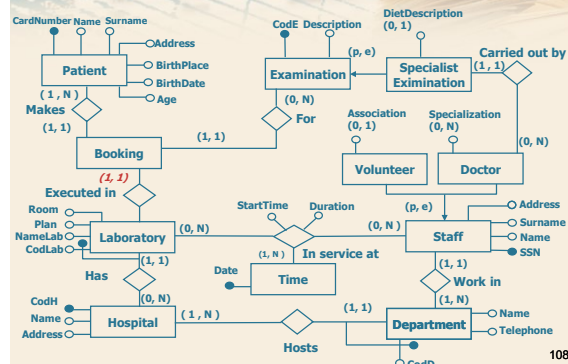 CardNumber Name Surname
Address
Patient
BirthPlace
BirthDate
Age
( 1 , N )
Makes
(1, 1)
Booking
(1, 1)
(1, 1)
Executed in
CodE Description
Examination
(p, e)
(0, N)
For
DietDescription
(0, 1)
Specialist
Eximination
Carried out by
( 1, 1)
(0, N)
Association
(0, 1)
Specialization
(0, N)
Volunteer
Doctor
(p, e)
Address
Surname
Name
SSN
Staff
(0, N)
StartTime
Duration
In service at
(1, N )
Time
Date
(0, N)
Room
Plan
NameLab
CodLab
Laboratory
(1, 1)
Has
(0, N)
CodH
Name
Address
Hospital
( 1 , N)
Hosts
(1, 1)
Department
(1, 1)
Work in
(1, N)
Name
Telephone
CodD
108